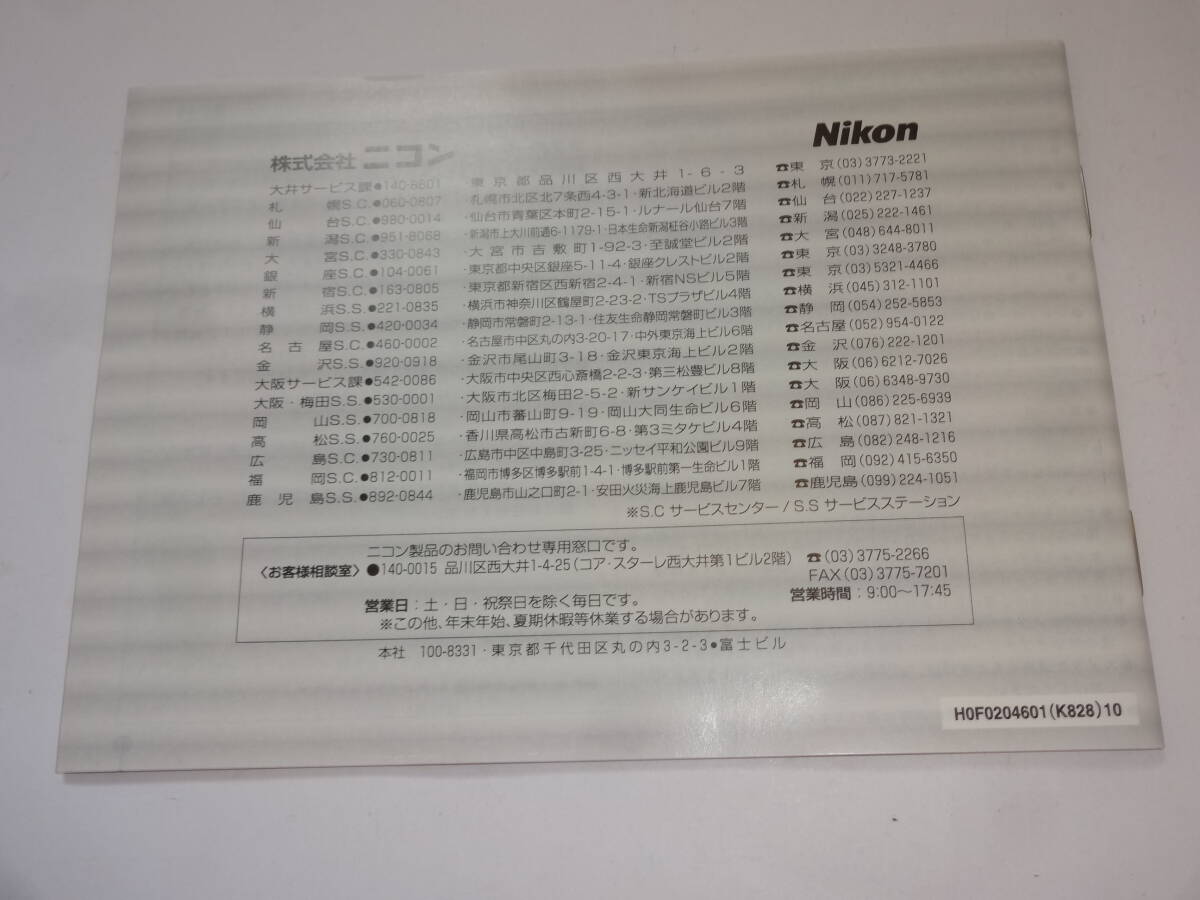 Nikon
株式会社 ニコン
大井サービス課●140-8601 ・東京都品川区西大井1-6-3 ☎東京(03)3773-2221
札幌S.C.●060-0807 ・札幌市北区北7条西4-3-1・新北海道ビル2階 ☎札幌(011)717-5781
仙台S.C.●980-0014 ・仙台市青葉区本町2-15-1・ルナール仙台7階 ☎仙台(022)227-1237
新潟S.C.●951-8068 ・新潟市上大川前通6-1179-1・日本生命新潟柾谷小路ビル3階 ☎新潟(025)222-1461
大宮S.C.●330-0843 ・大宮市吉敷町1-92-3・至誠堂ビル2階 ☎大宮(048)644-8011
銀座S.C.●104-0061 ・東京都中央区銀座5-11-4・銀座クレストビル2階 ☎東京(03)3248-3780
新宿S.C.●163-0805 ・東京都新宿区西新宿2-4-1・新宿NSビル5階 ☎東京(03)5321-4466
横浜S.S.●221-0835 ・横浜市神奈川区鶴屋町2-23-2・TSプラザビル4階 ☎横浜(045)312-1101
静岡S.S.●420-0034 ・静岡市常磐町2-13-1・住友生命静岡常磐町ビル3階 ☎静岡(054)252-5853
名古屋S.C.●460-0002 ・名古屋市中区丸の内3-20-17・中外東京海上ビル6階 ☎名古屋(052)954-0122
金沢S.S.●920-0918 ・金沢市尾山町3-18・金沢東京海上ビル2階 ☎金沢(076)222-1201
大阪サービス課●542-0086 ・大阪市中央区西心斎橋2-2-3・第三松豊ビル8階 ☎大阪(06)6212-7026
大阪・梅田S.S.●530-0001 ・大阪市北区梅田2-5-2・新サンケイビル1階 ☎大阪(06)6348-9730
岡山S.S.●700-0818 ・岡山市蕃山町9-19・岡山大同生命ビル6階 ☎岡山(086)225-6939
高松S.S.●760-0025 ・香川県高松市古新町6-8・第3ミタケビル4階 ☎高松(087)821-1321
広島S.C.●730-0811 ・広島市中区中島町3-25・ニッセイ平和公園ビル9階 ☎広島(082)248-1216
福岡S.C.●812-0011 ・福岡市博多区博多駅前1-4-1・博多駅前第一生命ビル1階 ☎福岡(092)415-6350
鹿児島S.S.●892-0844 ・鹿児島市山之口町2-1・安田火災海上鹿児島ビル7階 ☎鹿児島(099)224-1051
※S.C サービスセンター/S.S サービスステーション
ニコン製品のお問い合わせ専用窓口です。
〈お客様相談室〉●140-0015 品川区西大井1-4-25(コア・スターレ西大井第1ビル2階) ☎(03)3775-2266
FAX(03)3775-7201
営業日：土・日・祝祭日を除く毎日です。 営業時間：9:00～17:45
※この他、年末年始、夏期休暇等休業する場合があります。
本社 100-8331・東京都千代田区丸の内3-2-3●富士ビル
H0F0204601(K828)10